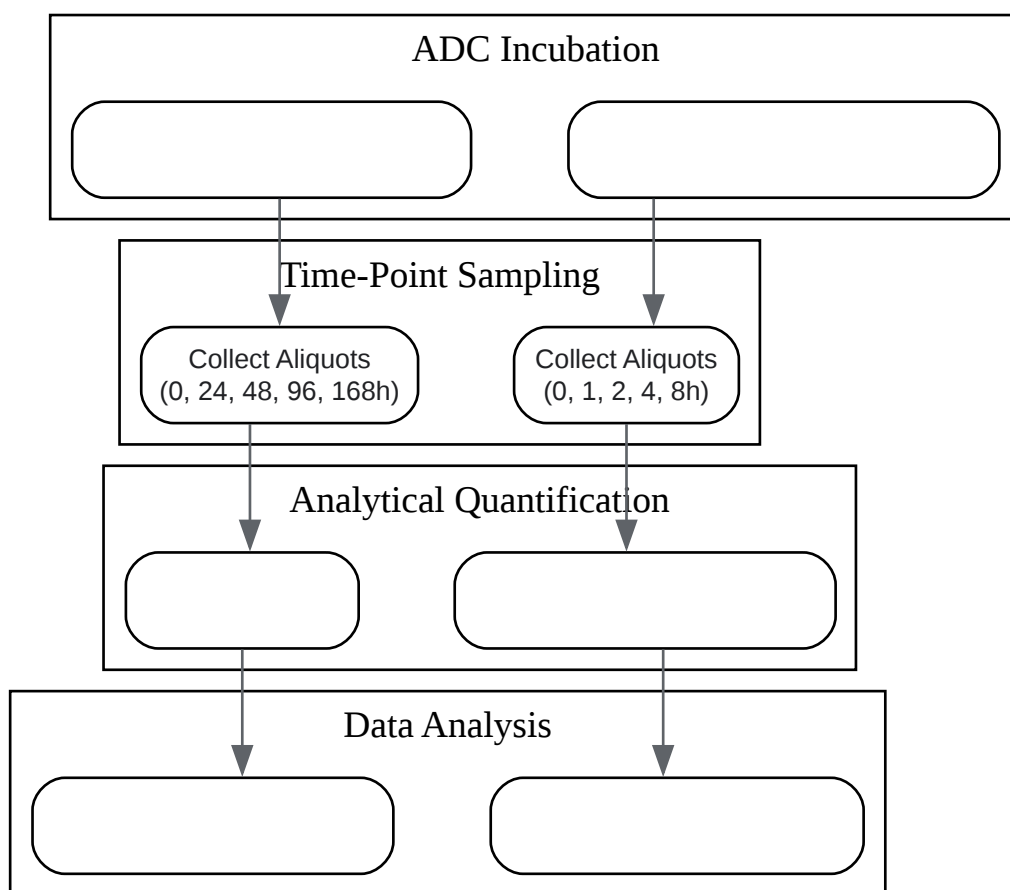 ADC Incubation
Time-Point Sampling
Collect Aliquots
(0, 24, 48, 96, 168h)
Collect Aliquots
(0, 1, 2, 4, 8h)
Analytical Quantification
Data Analysis